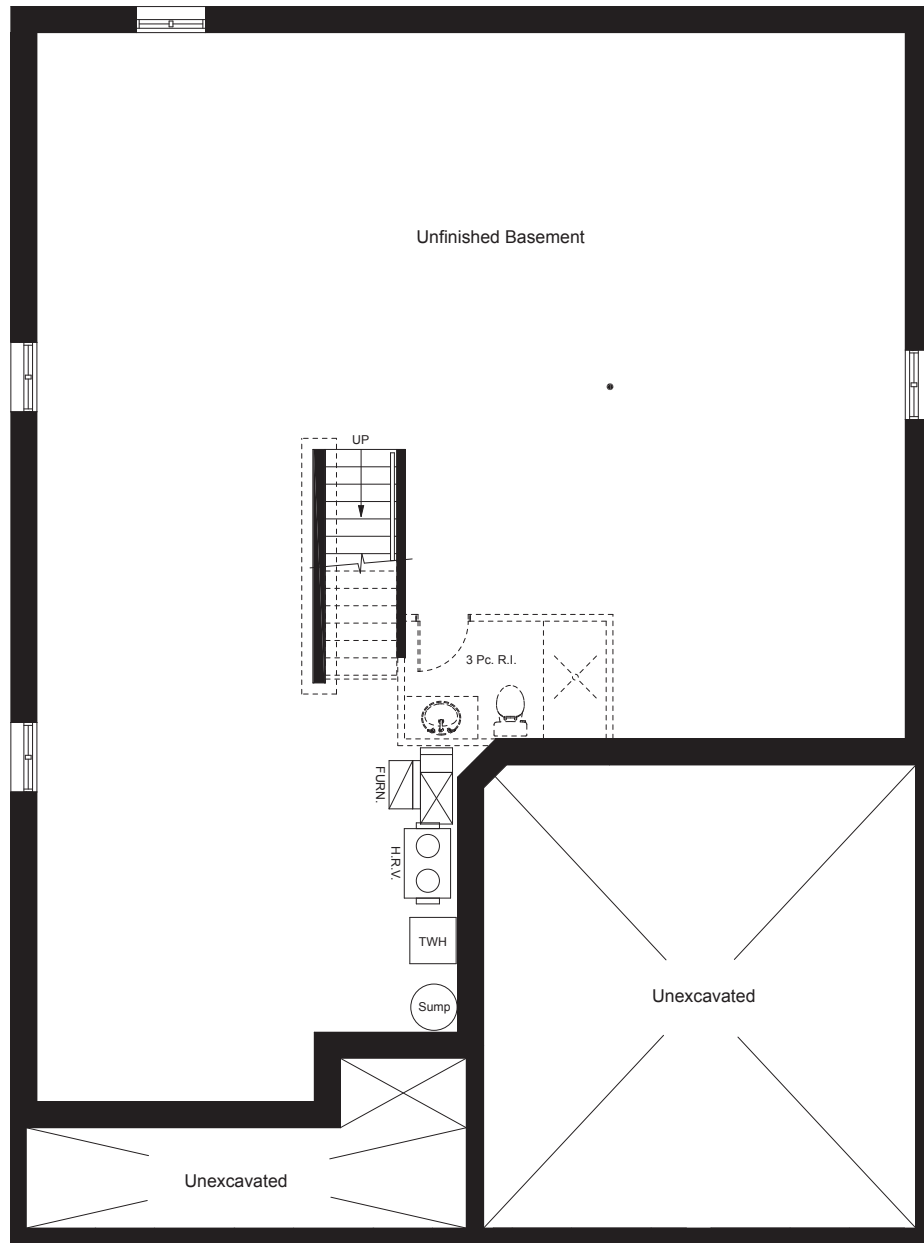 Unfinished Basement
UP
3 Pc. R.I.
FURN.
H.R.V.
TWH
Sump
Unexcavated
Unexcavated